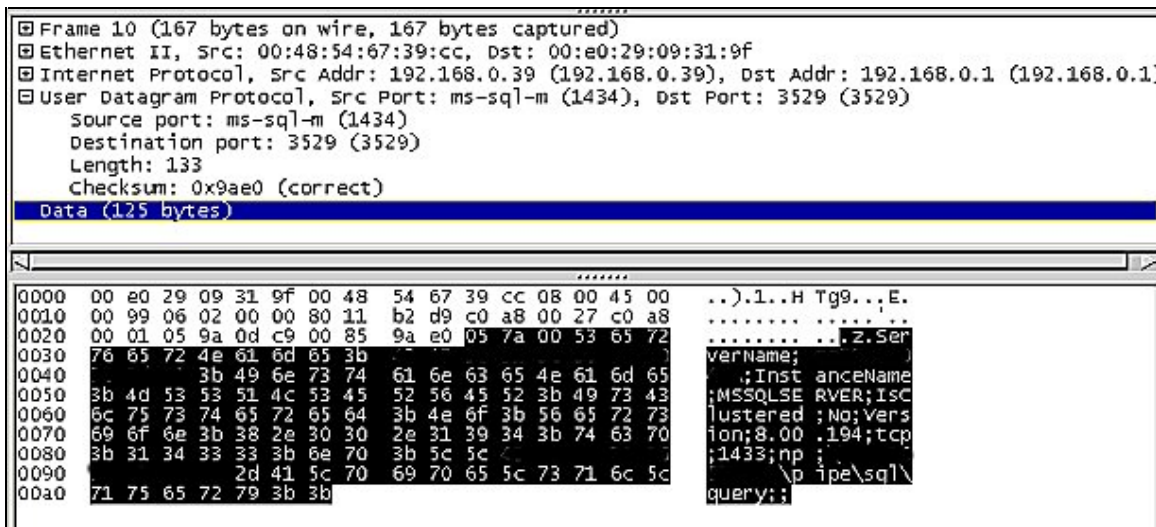 Frame 10 (167 bytes on wire, 167 bytes captured)
Ethernet II, Src: 00:48:54:67:39:cc, Dst: 00:e0:29:09:31:9f
Internet Protocol, Src Addr: 192.168.0.39 (192.168.0.39), Dst Addr: 192.168.0.1 (192.168.0.1)
User Datagram Protocol, Src Port: ms-sql-m (1434), Dst Port: 3529 (3529)
Source port: ms-sql-m (1434)
Destination port: 3529 (3529)
Length: 133
Checksum: 0x9ae0 (correct)
Data (125 bytes)
0000 00 e0 29 09 31 9f 00 48 54 67 39 cc 08 00 45 00 ..).1..H Tg9...E.
0010 00 99 06 02 00 00 80 11 b2 d9 c0 a8 00 27 c0 a8 ........ .....'..
0020 00 01 05 9a 0d c9 00 85 9a e0 05 7a 00 53 65 72 ........ ...z.Ser
0030 76 65 72 4e 61 6d 65 3b verName;
0040 3b 49 6e 73 74 61 6e 63 65 4e 61 6d 65 ;Inst anceName
0050 3b 4d 53 53 51 4c 53 45 52 56 45 52 3b 49 73 43 ;MSSQLSE RVER;IsC
0060 6c 75 73 74 65 72 65 64 3b 4e 6f 3b 56 65 72 73 lustered ;No;Vers
0070 69 6f 6e 3b 38 2e 30 30 2e 31 39 34 3b 74 63 70 ion;8.00 .194;tcp
0080 3b 31 34 33 33 3b 6e 70 3b 5c 5c ;1433;np ;
0090 2d 41 5c 70 69 70 65 5c 73 71 6c 5c \p ipe\sql\
00a0 71 75 65 72 79 3b 3b query;;